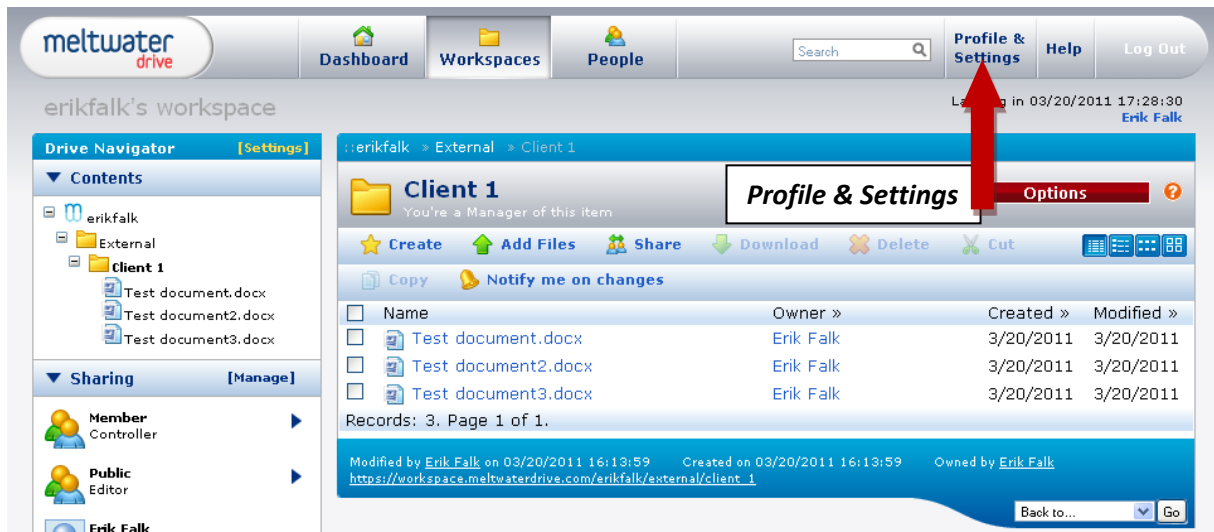 meltwater
drive
Dashboard
Workspaces
People
Search
Profile &
Settings
Help
Log Out
erikfalk's workspace
in 03/20/2011 17:28:30
Erik Falk
Drive Navigator [Settings]
Contents
erikfalk
External
Client 1
Test document.docx
Test document2.docx
Test document3.docx
Sharing [Manage]
Member
Controller
Public
Editor
Erik Falk
::erikfalk » External » Client 1
Client 1
You're a Manager of this item
Profile & Settings
Options
?
Create Add Files Share Download Delete Cut
Copy Notify me on changes
Name Owner » Created » Modified »
Test document.docx Erik Falk 3/20/2011 3/20/2011
Test document2.docx Erik Falk 3/20/2011 3/20/2011
Test document3.docx Erik Falk 3/20/2011 3/20/2011
Records: 3. Page 1 of 1.
Modified by Erik Falk on 03/20/2011 16:13:59 Created on 03/20/2011 16:13:59 Owned by Erik Falk
https://workspace.meltwaterdrive.com/erikfalk/external/client_1
Back to... Go